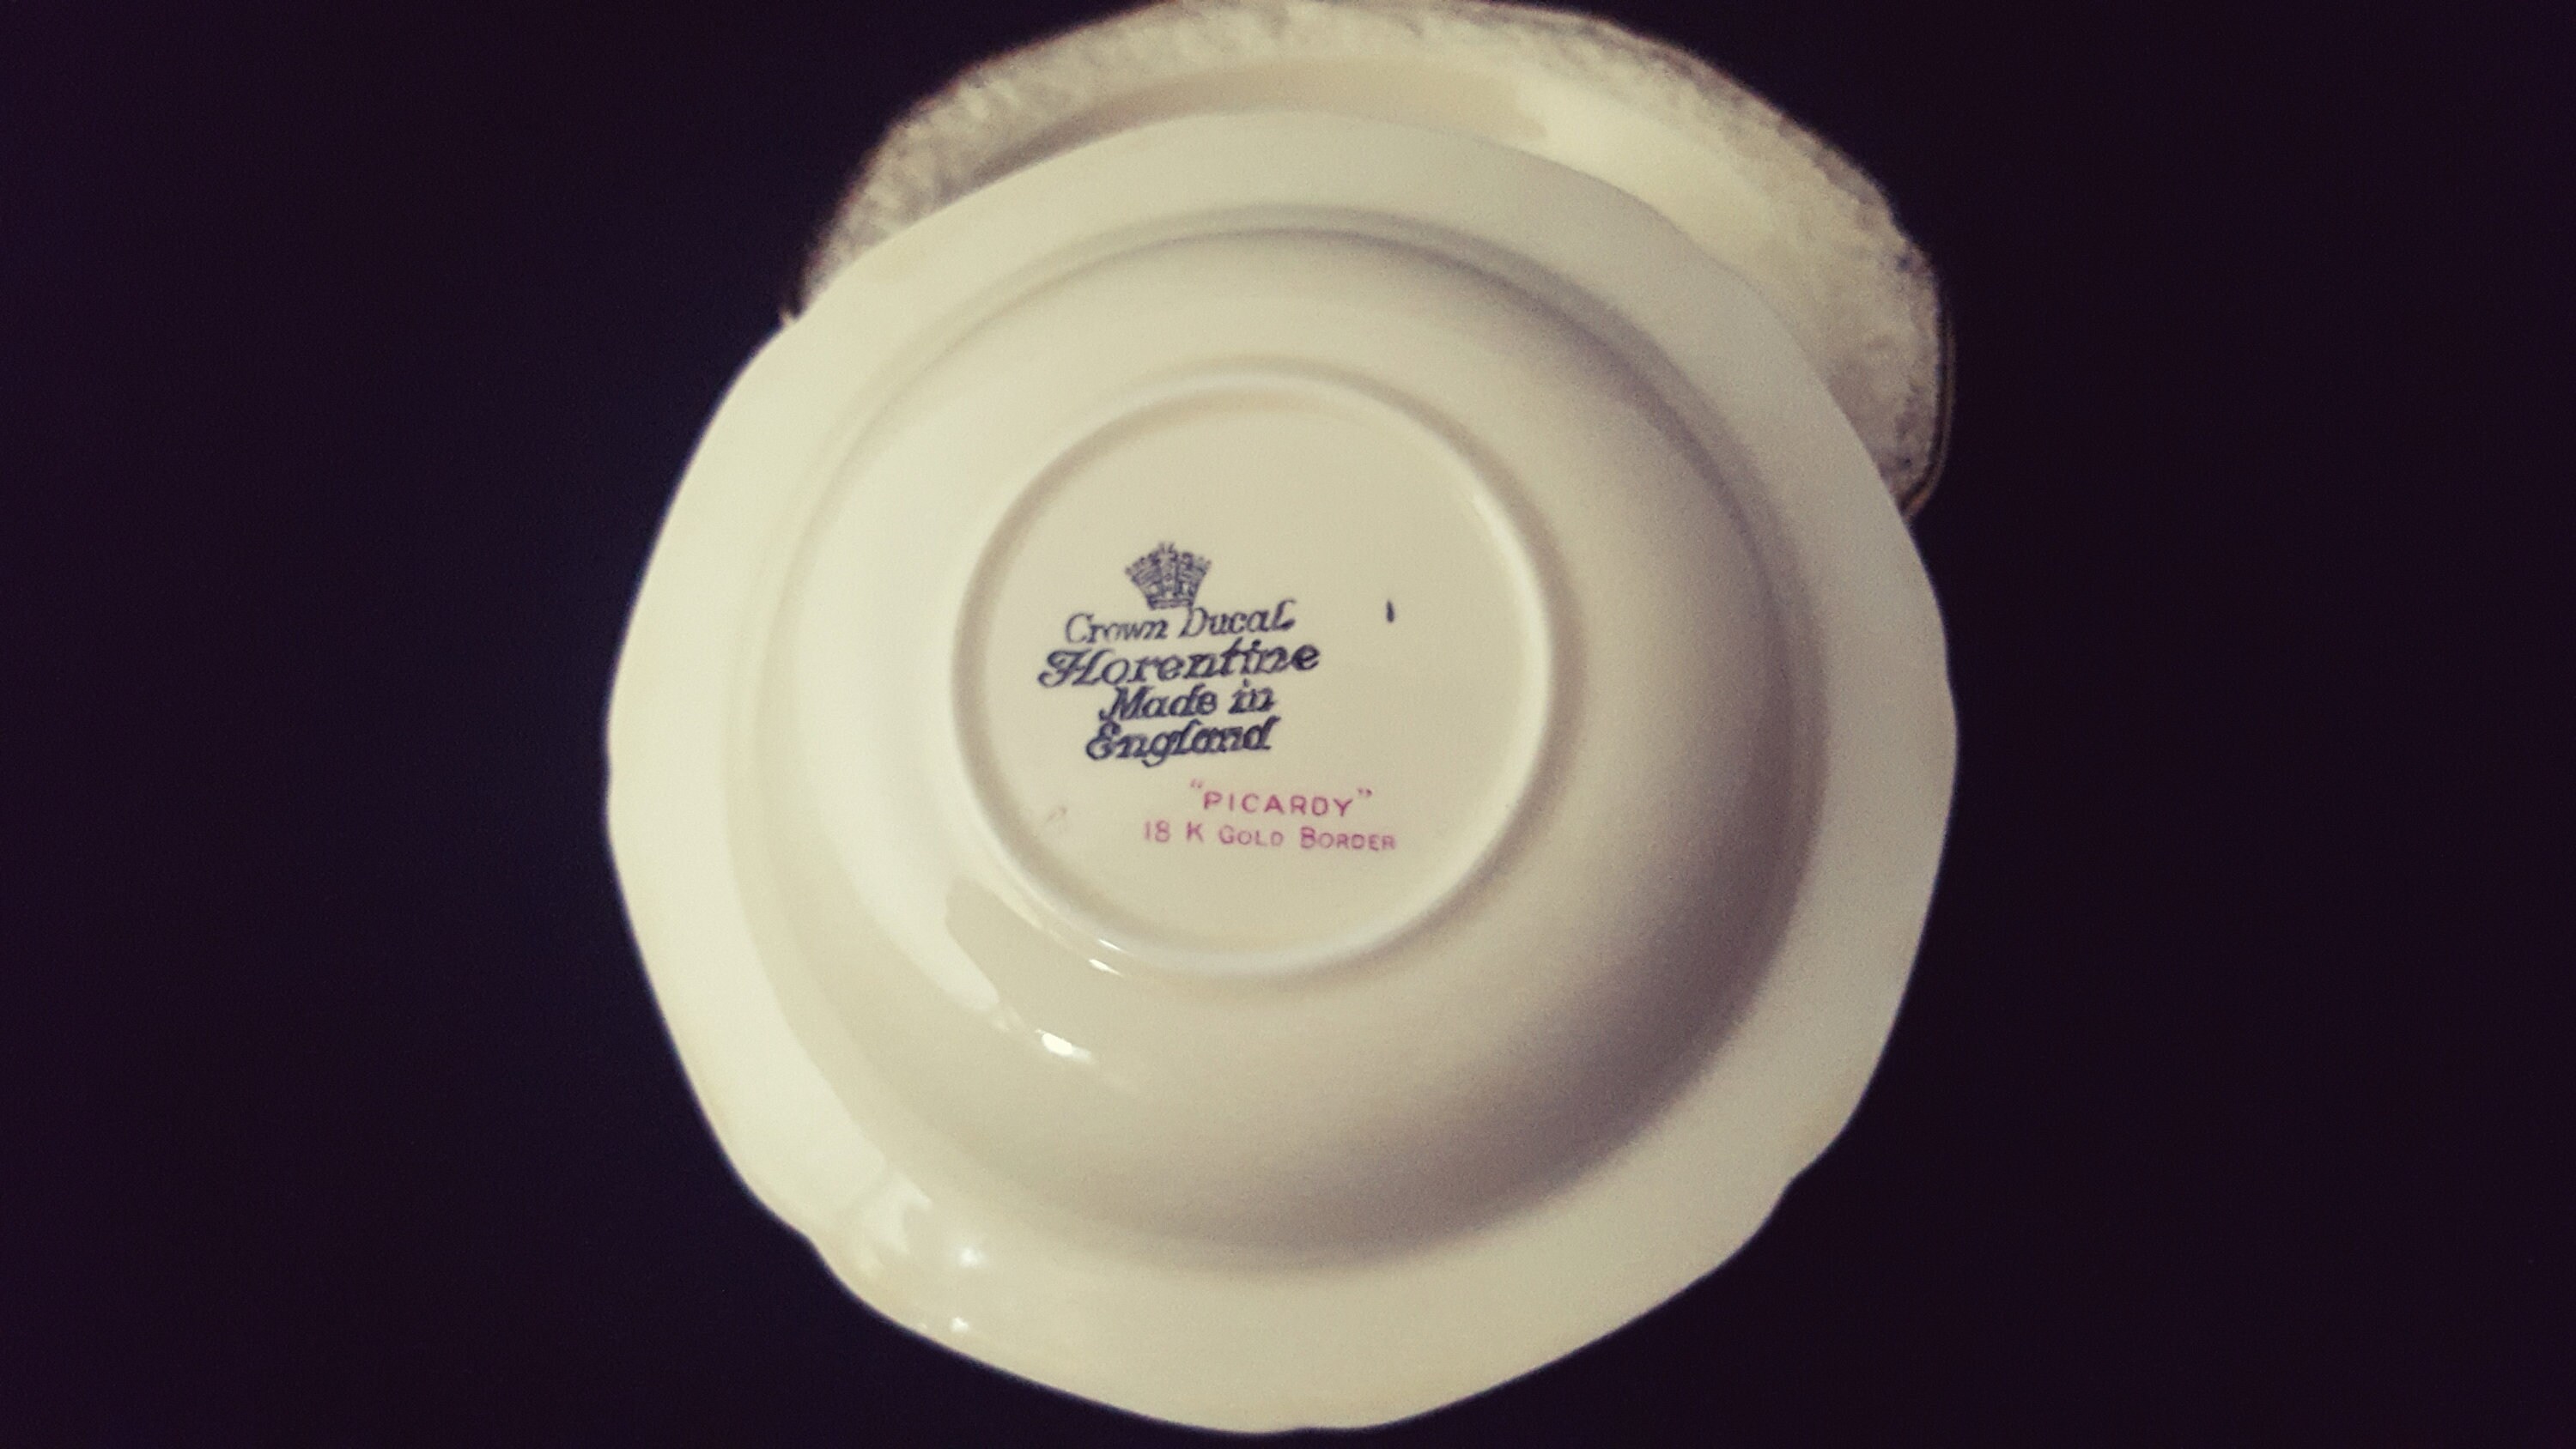 Crown Ducal
Florentine
Made in
England
"PICARDY"
18 K GOLD BORDER